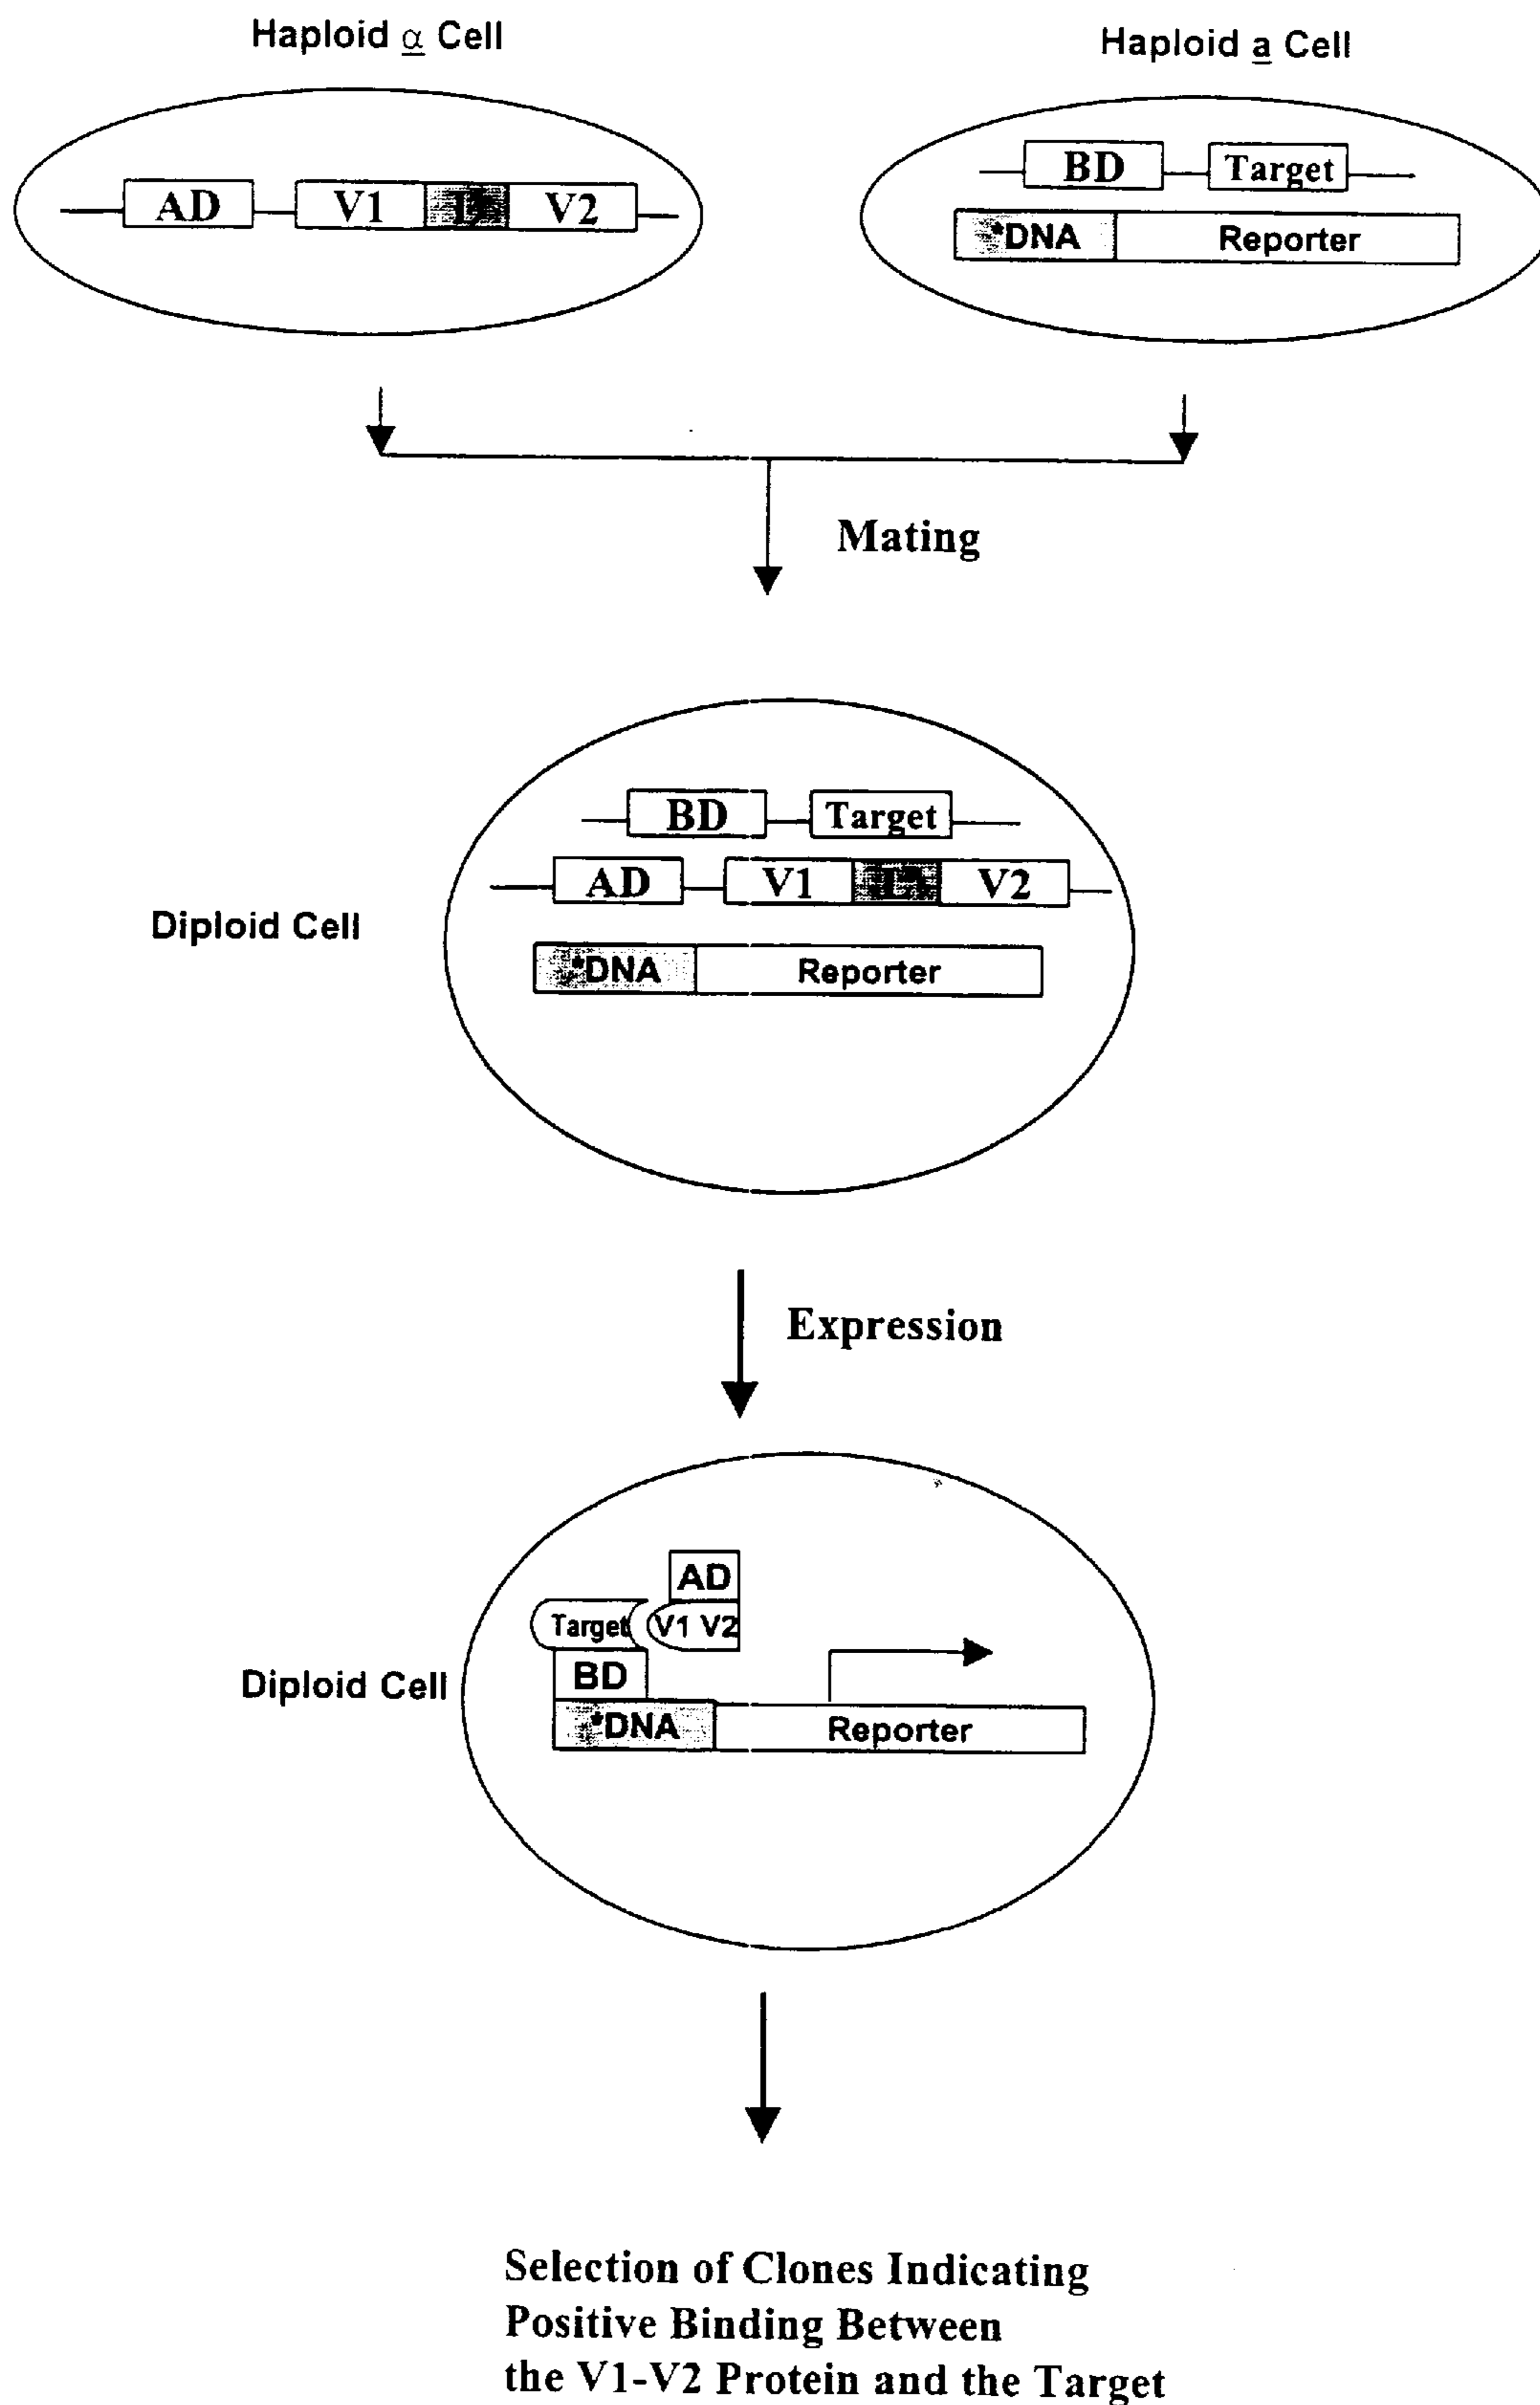 Haploid α Cell
Haploid a Cell
AD V1 L V2
BD Target
*DNA Reporter
Mating
BD Target
AD V1 L V2
*DNA Reporter
Diploid Cell
Expression
AD
Target V1 V2
BD
*DNA Reporter
Diploid Cell
Selection of Clones Indicating
Positive Binding Between
the V1-V2 Protein and the Target